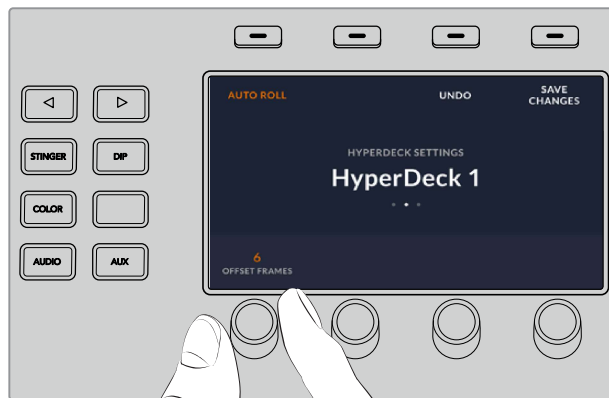 AUTO ROLL
UNDO
SAVE
CHANGES
HYPERDECK SETTINGS
HyperDeck 1
6
OFFSET FRAMES
STINGER
DIP
COLOR
AUDIO
AUX